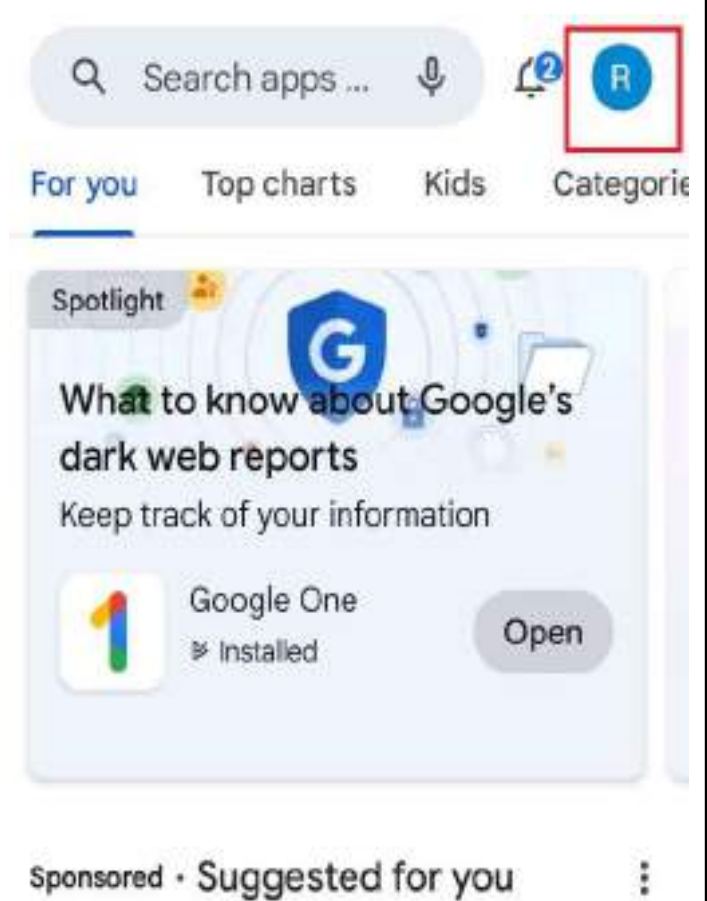 Search apps ...
2
R
For you Top charts Kids Categorie
Spotlight
G
What to know about Google's
dark web reports
Keep track of your information
Google One
Installed
Open
Sponsored · Suggested for you